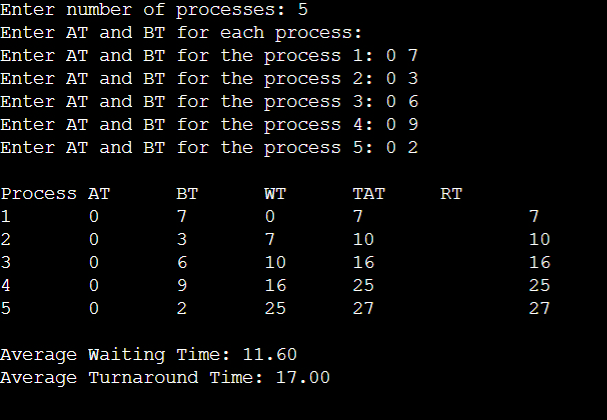 Enter number of processes: 5
Enter AT and BT for each process:
Enter AT and BT for the process 1: 0 7
Enter AT and BT for the process 2: 0 3
Enter AT and BT for the process 3: 0 6
Enter AT and BT for the process 4: 0 9
Enter AT and BT for the process 5: 0 2
Process AT BT WT TAT RT
1 0 7 0 7 7
2 0 3 7 10 10
3 0 6 10 16 16
4 0 9 16 25 25
5 0 2 25 27 27
Average Waiting Time: 11.60
Average Turnaround Time: 17.00